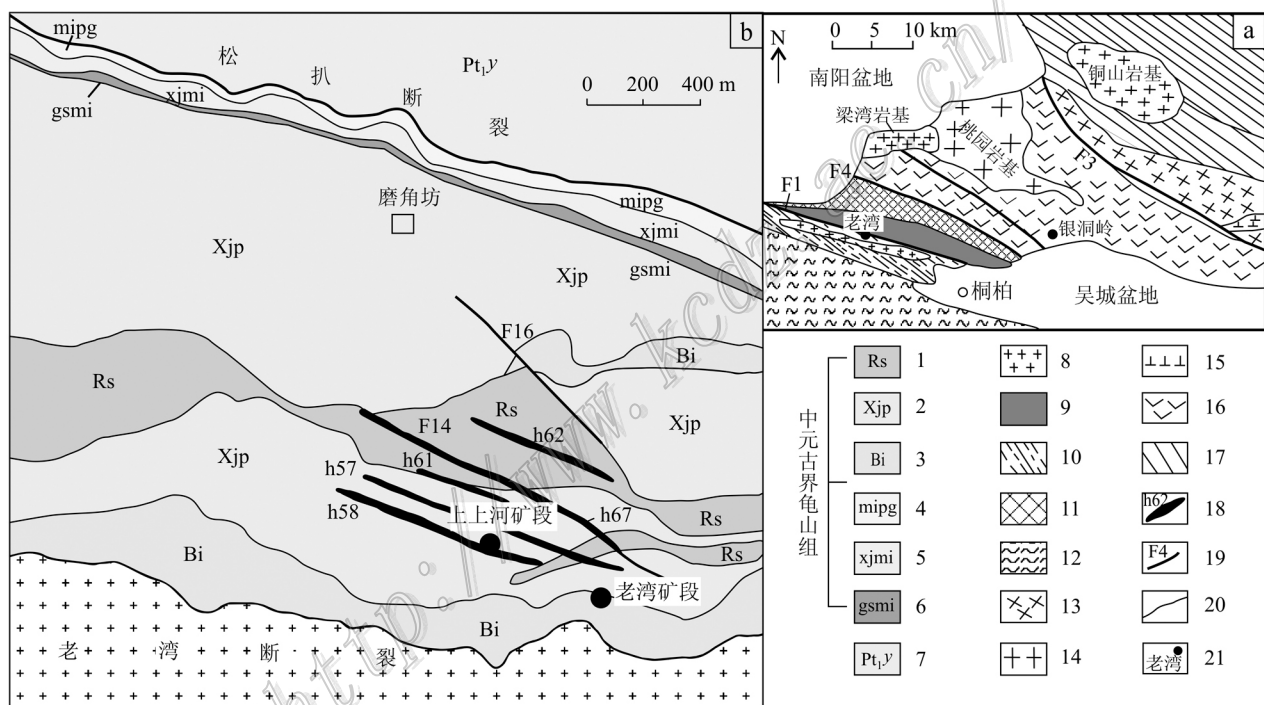 b
mipg
松
扒
断
裂
Pt₁y
0 200 400 m
xjmi
gsmi
磨角坊
mipg
xjmi
gsmi
Xjp
Xjp
F16
Bi
Rs
Rs
Xjp
F14
h62
Xjp
h61
h57
h58
上上河矿段
h67
Rs
Rs
Bi
老湾矿段
Bi
老 湾 断 裂
a
N
0 5 10 km
南阳盆地
铜山岩基
梁湾岩基
桃园岩基
F3
F4
F1
老湾
银洞岭
桐柏
吴城盆地
中元古界龟山组
Rs 1
Xjp 2
Bi 3
mipg 4
xjmi 5
gsmi 6
Pt₁y 7
8
9
10
11
12
13
14
15
16
17
h62 18
F4 19
20
老湾 21